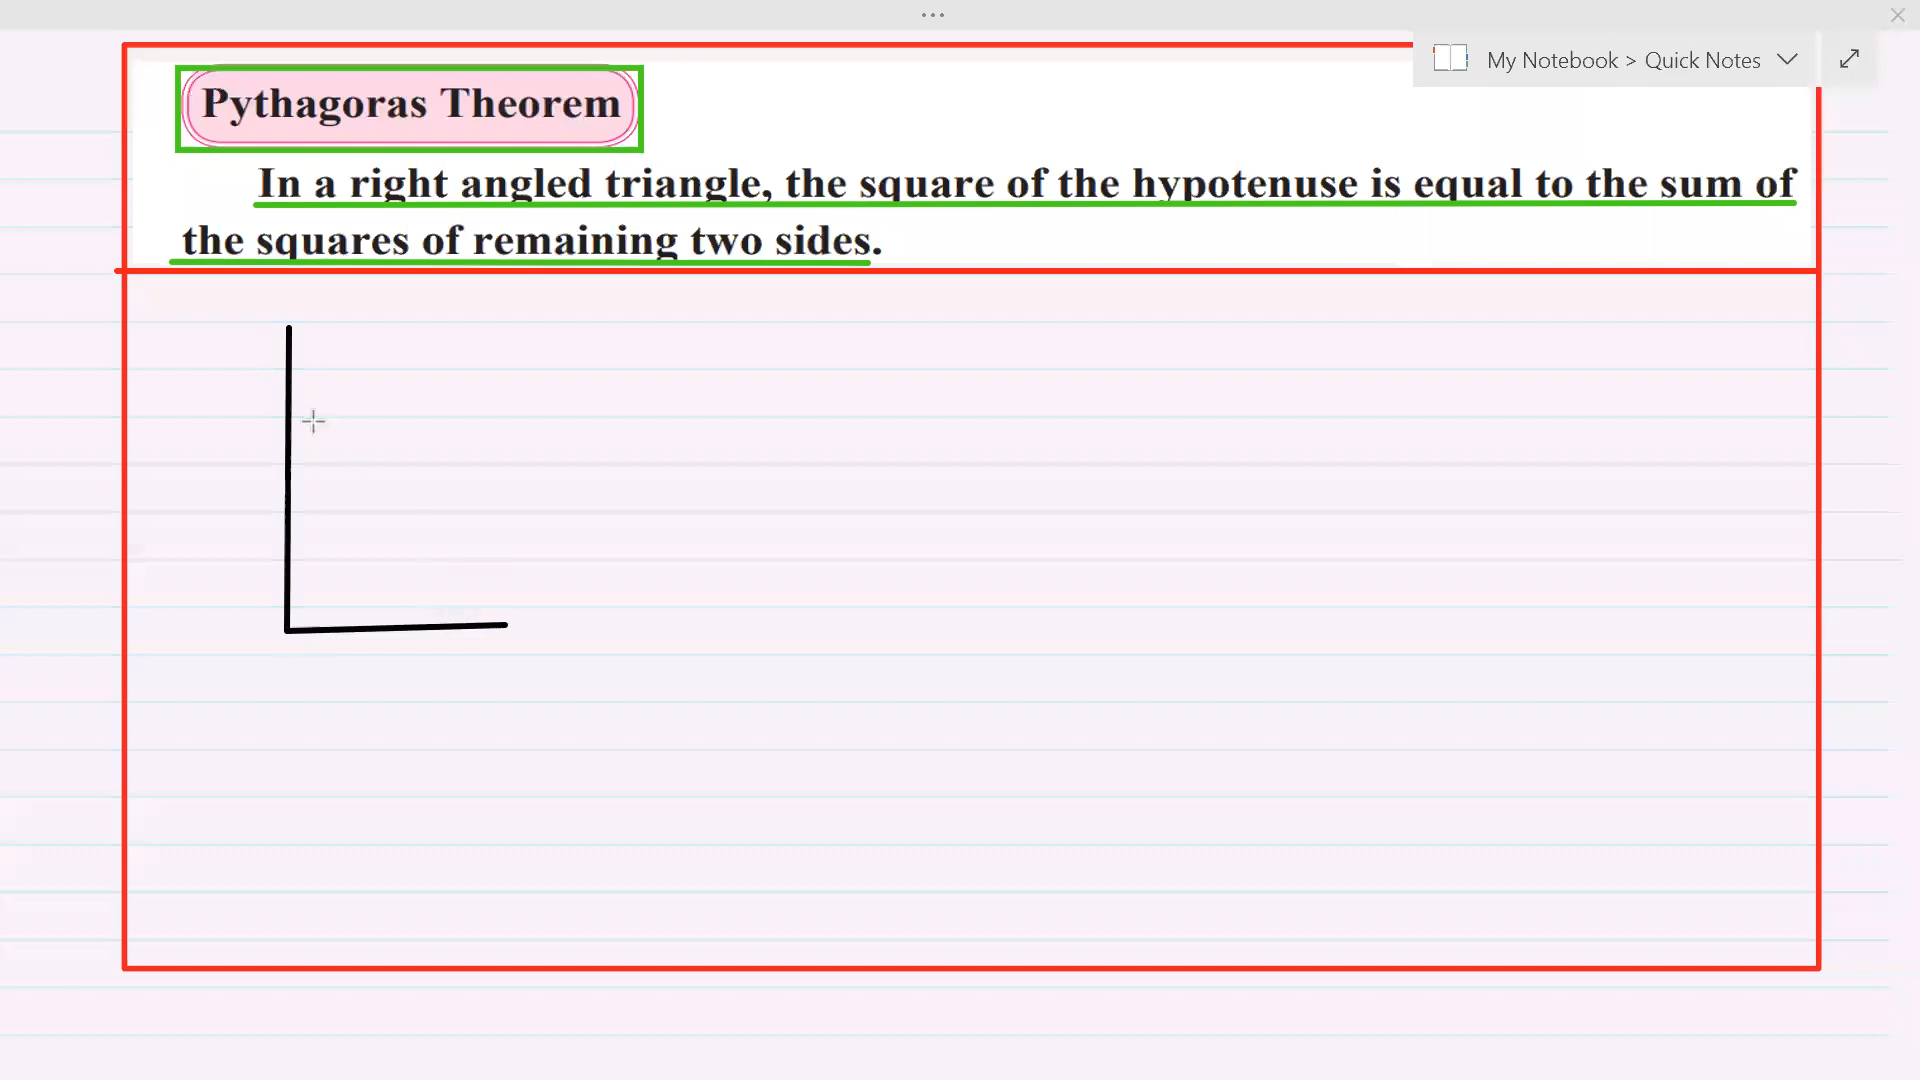 My Notebook > Quick Notes
Pythagoras Theorem
In a right angled triangle, the square of the hypotenuse is equal to the sum of
the squares of remaining two sides.